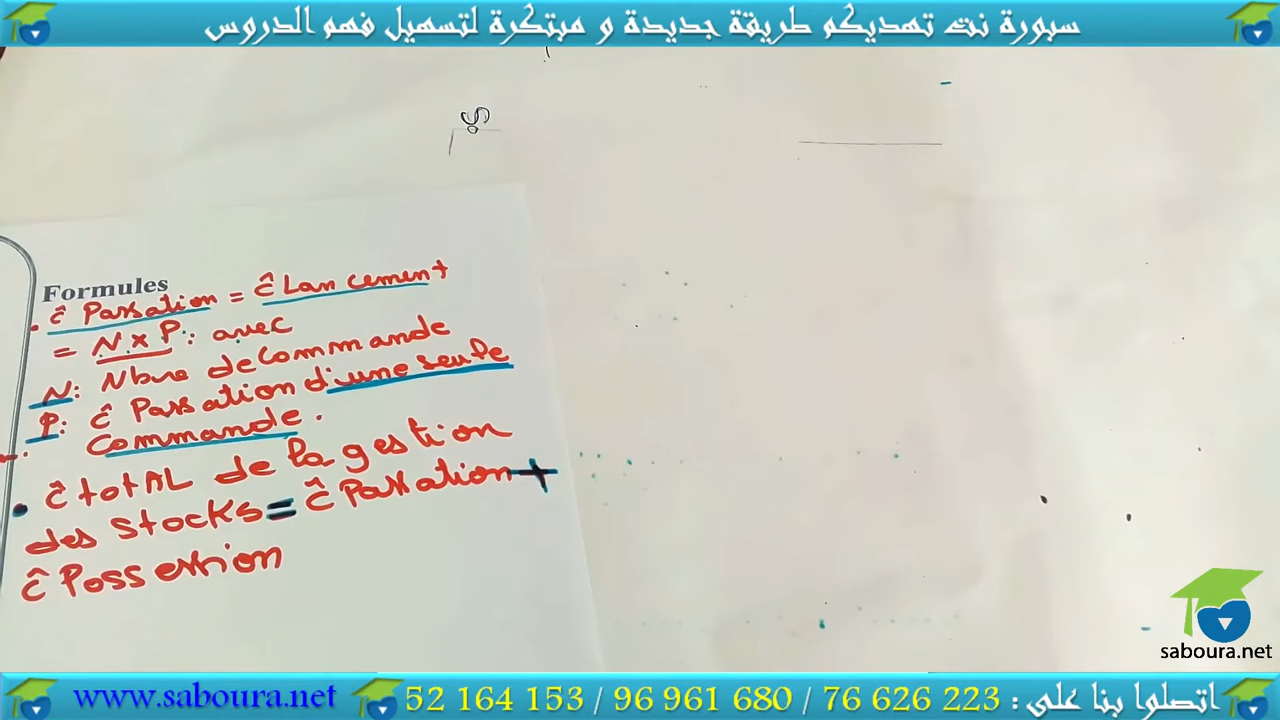 سبورة نت تهديكم طريقة جديدة و مبتكرة لتسهيل فهم الدروس
Formules
. ĉ Passation = ĉ Lancement
= N x P : avec
N : Nbre de Commande
P : ĉ Passation d'une seule
Commande .
• ĉ totAL de la gestion
des Stocks = ĉ Passation +
ĉ Possession
saboura.net
www.saboura.net
52 164 153 / 96 961 680 / 76 626 223 : اتصلوا بنا على